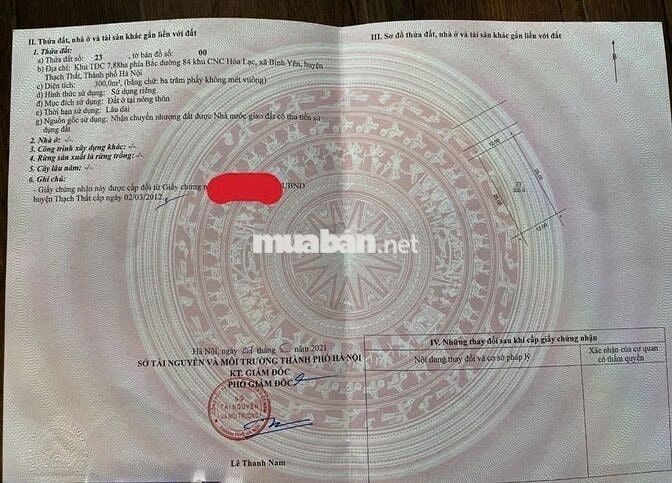 II. Thửa đất, nhà ở và tài sản khác gắn liền với đất
1. Thửa đất:
a) Thửa đất số: 23 , tờ bản đồ số: 00
b) Địa chỉ: Khu TĐC 7,88ha phía Bắc đường 84 khu CNC Hòa Lạc, xã Bình Yên, huyện
Thạch Thất, Thành phố Hà Nội
c) Diện tích: 300,0m², (bằng chữ: ba trăm phẩy không mét vuông)
d) Hình thức sử dụng: Sử dụng riêng
đ) Mục đích sử dụng: Đất ở tại nông thôn
e) Thời hạn sử dụng: Lâu dài
g) Nguồn gốc sử dụng: Nhận chuyển nhượng đất được Nhà nước giao đất có thu tiền sử
dụng đất
2. Nhà ở: -/-
3. Công trình xây dựng khác: -/-
4. Rừng sản xuất là rừng trồng: -/-
5. Cây lâu năm: -/-
6. Ghi chú:
- Giấy chứng nhận này được cấp đổi từ Giấy chứng UBND
huyện Thạch Thất cấp ngày 02/03/2012
Hà Nội, ngày tháng năm 2021
SỞ TÀI NGUYÊN VÀ MÔI TRƯỜNG THÀNH PHỐ HÀ NỘI
KT. GIÁM ĐỐC
PHÓ GIÁM ĐỐC
SỞ
TÀI NGUYÊN
VÀ MÔI TRƯỜNG
Lê Thanh Nam
muaban.net
III. Sơ đồ thửa đất, nhà ở và tài sản khác gắn liền với đất
B
23
300,0
IV. Những thay đổi sau khi cấp giấy chứng nhận
Nội dung thay đổi và cơ sở pháp lý
Xác nhận của cơ quan
có thẩm quyền